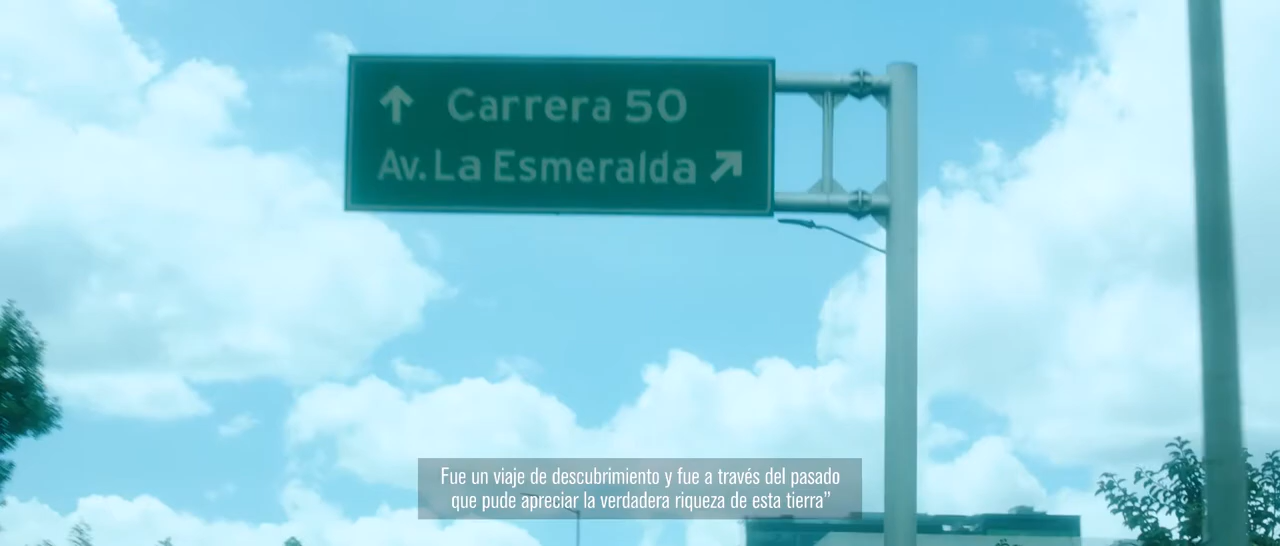 Carrera 50
Av. La Esmeralda
Fue un viaje de descubrimiento y fue a través del pasado
que pude apreciar la verdadera riqueza de esta tierra”